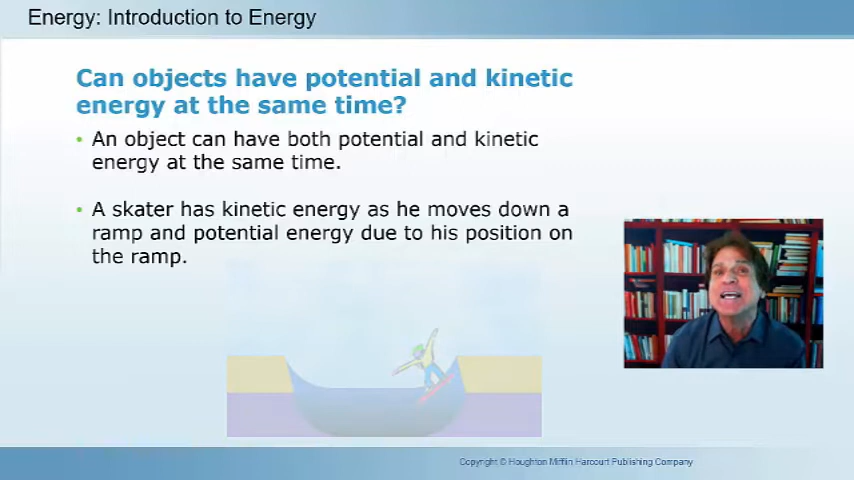 Energy: Introduction to Energy
Can objects have potential and kinetic
energy at the same time?
• An object can have both potential and kinetic
energy at the same time.
• A skater has kinetic energy as he moves down a
ramp and potential energy due to his position on
the ramp.
Copyright © Houghton Mifflin Harcourt Publishing Company